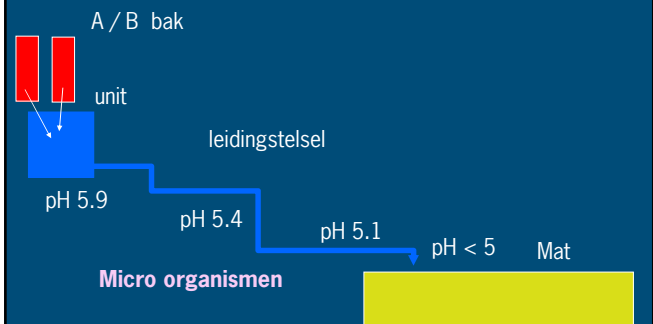 A / B bak
unit
leidingstelsel
pH 5.9
pH 5.4
pH 5.1
pH < 5
Mat
Micro organismen